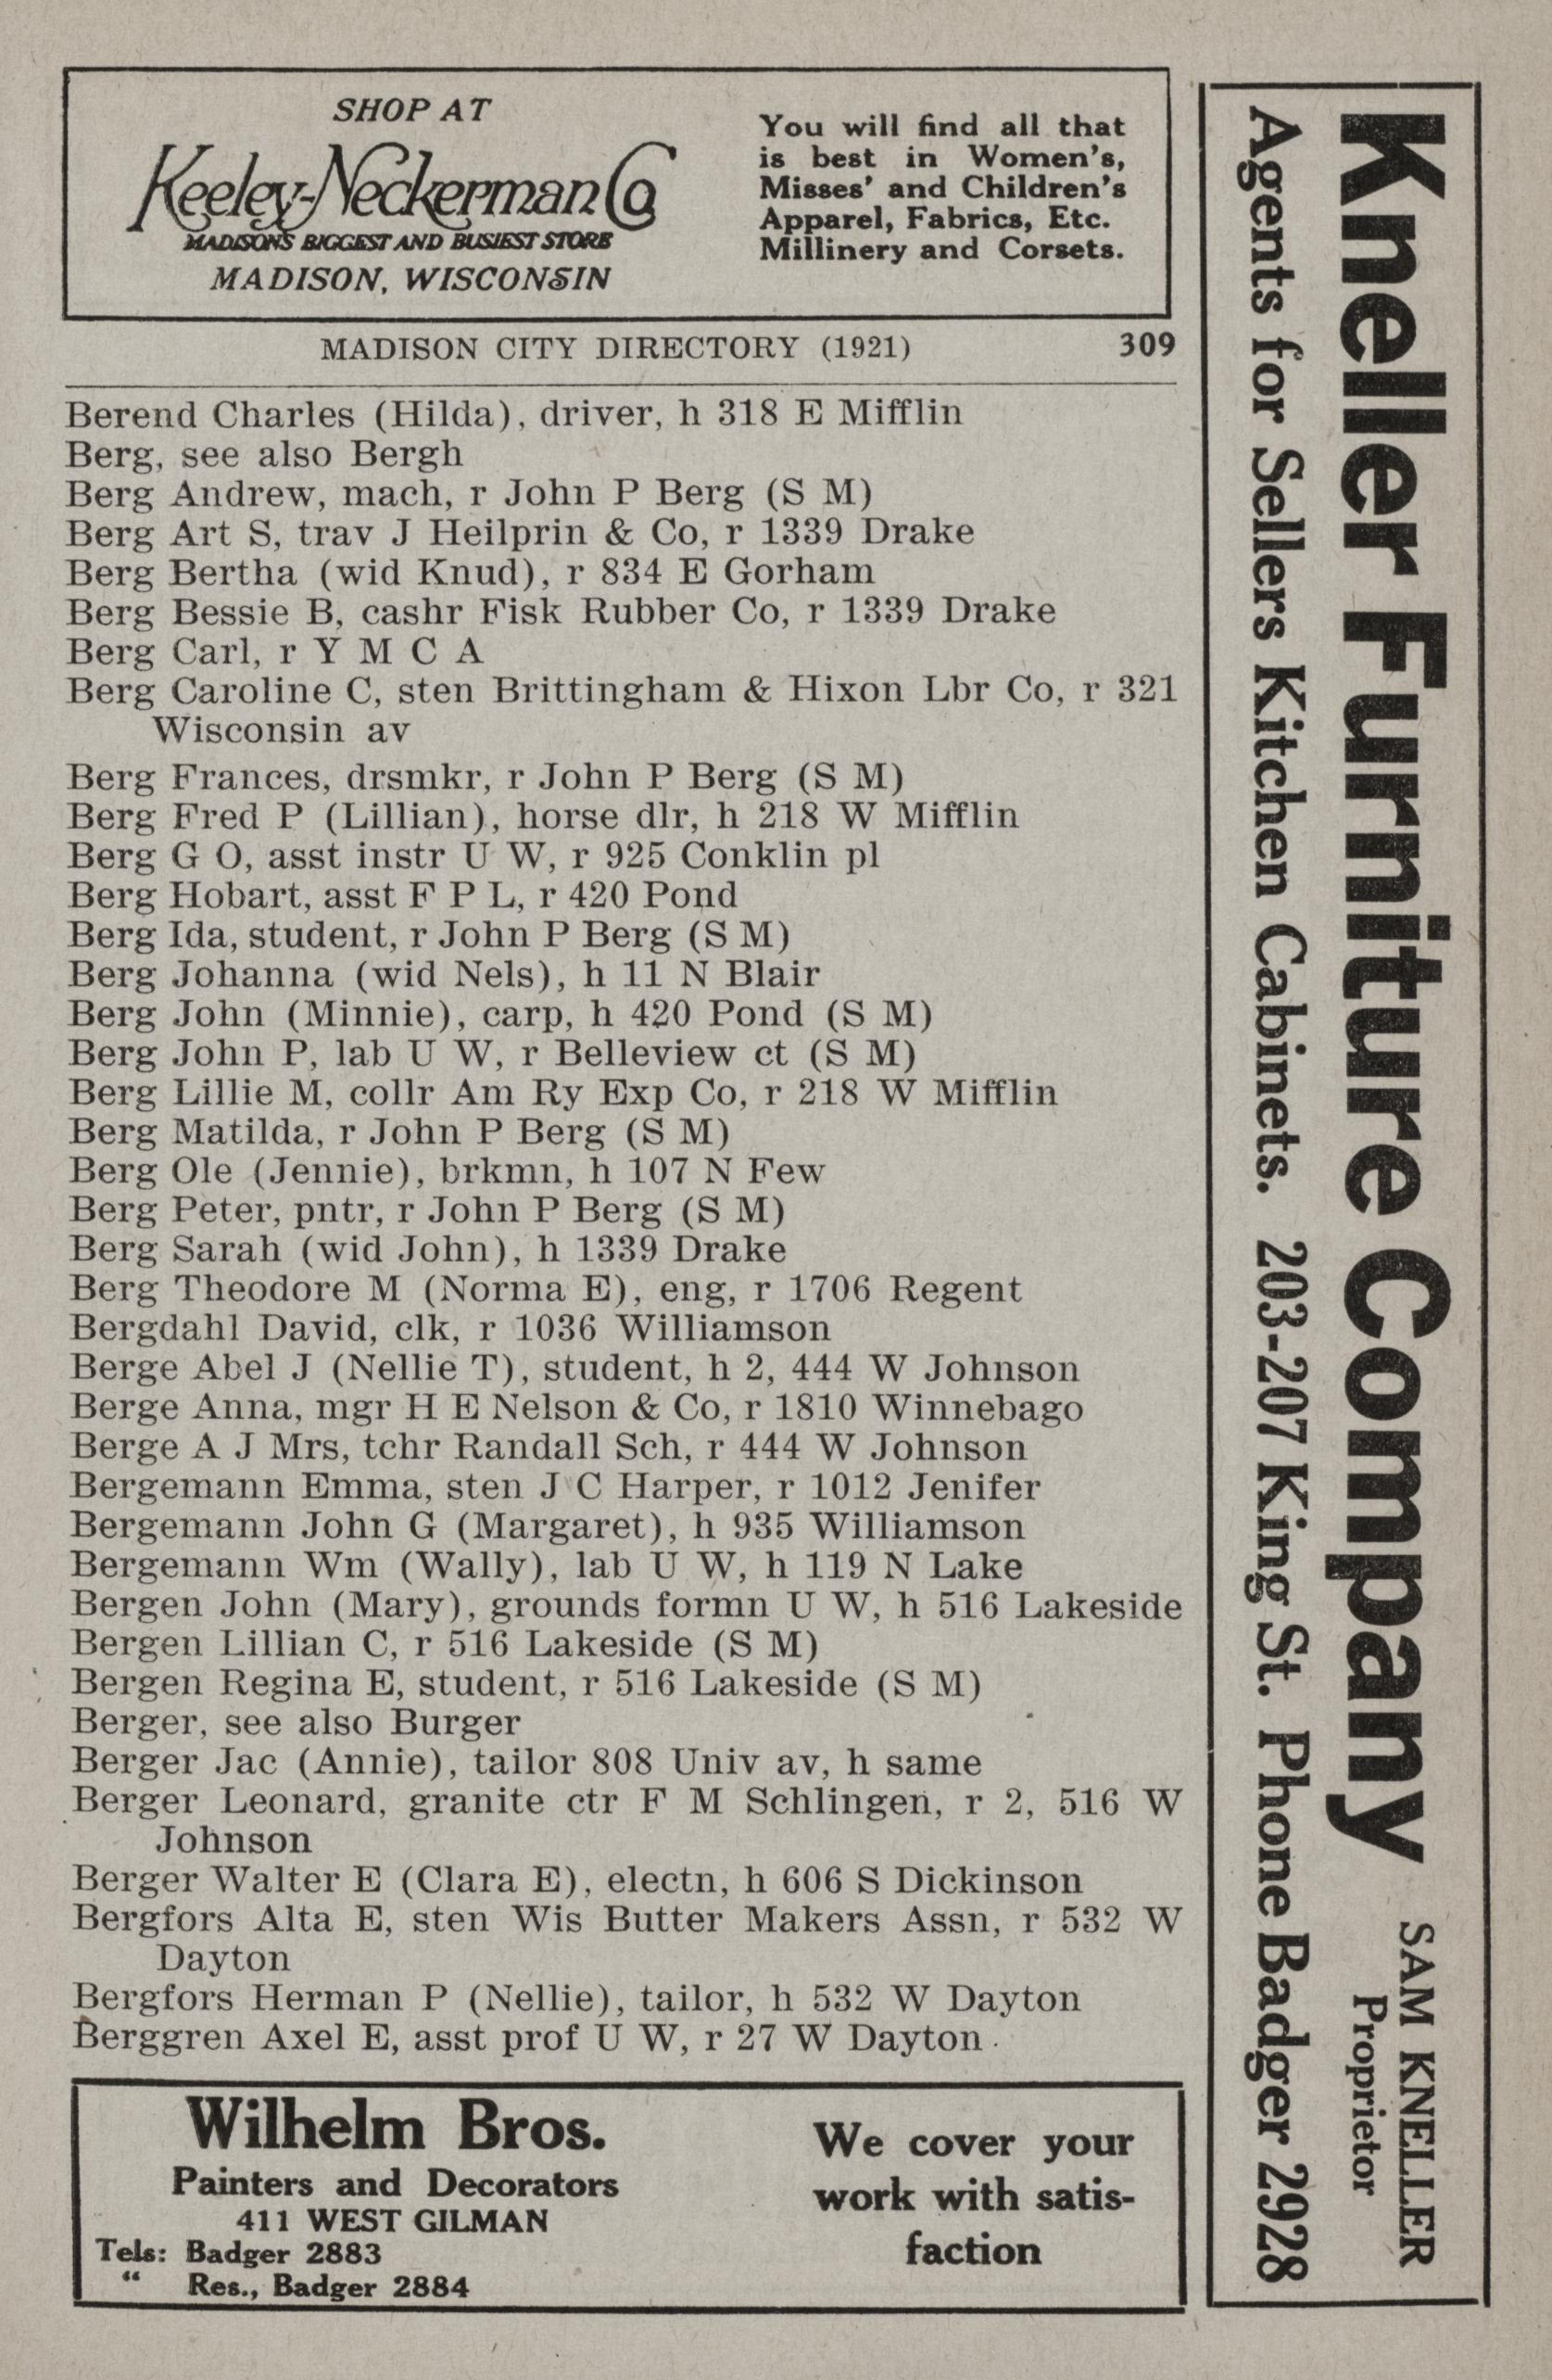 SHOP AT
Keeley-Neckerman Co
MADISON'S BIGGEST AND BUSIEST STORE
MADISON, WISCONSIN
You will find all that
is best in Women's,
Misses' and Children's
Apparel, Fabrics, Etc.
Millinery and Corsets.
MADISON CITY DIRECTORY (1921) 309
Berend Charles (Hilda), driver, h 318 E Mifflin
Berg, see also Bergh
Berg Andrew, mach, r John P Berg (S M)
Berg Art S, trav J Heilprin & Co, r 1339 Drake
Berg Bertha (wid Knud), r 834 E Gorham
Berg Bessie B, cashr Fisk Rubber Co, r 1339 Drake
Berg Carl, r Y M C A
Berg Caroline C, sten Brittingham & Hixon Lbr Co, r 321
Wisconsin av
Berg Frances, drsmkr, r John P Berg (S M)
Berg Fred P (Lillian), horse dlr, h 218 W Mifflin
Berg G O, asst instr U W, r 925 Conklin pl
Berg Hobart, asst F P L, r 420 Pond
Berg Ida, student, r John P Berg (S M)
Berg Johanna (wid Nels), h 11 N Blair
Berg John (Minnie), carp, h 420 Pond (S M)
Berg John P, lab U W, r Belleview ct (S M)
Berg Lillie M, collr Am Ry Exp Co, r 218 W Mifflin
Berg Matilda, r John P Berg (S M)
Berg Ole (Jennie), brkmn, h 107 N Few
Berg Peter, pntr, r John P Berg (S M)
Berg Sarah (wid John), h 1339 Drake
Berg Theodore M (Norma E), eng, r 1706 Regent
Bergdahl David, clk, r 1036 Williamson
Berge Abel J (Nellie T), student, h 2, 444 W Johnson
Berge Anna, mgr H E Nelson & Co, r 1810 Winnebago
Berge A J Mrs, tchr Randall Sch, r 444 W Johnson
Bergemann Emma, sten J C Harper, r 1012 Jenifer
Bergemann John G (Margaret), h 935 Williamson
Bergemann Wm (Wally), lab U W, h 119 N Lake
Bergen John (Mary), grounds formn U W, h 516 Lakeside
Bergen Lillian C, r 516 Lakeside (S M)
Bergen Regina E, student, r 516 Lakeside (S M)
Berger, see also Burger
Berger Jac (Annie), tailor 808 Univ av, h same
Berger Leonard, granite ctr F M Schlingen, r 2, 516 W
Johnson
Berger Walter E (Clara E), electn, h 606 S Dickinson
Bergfors Alta E, sten Wis Butter Makers Assn, r 532 W
Dayton
Bergfors Herman P (Nellie), tailor, h 532 W Dayton
Berggren Axel E, asst prof U W, r 27 W Dayton
Wilhelm Bros.
Painters and Decorators
411 WEST GILMAN
Tels: Badger 2883
" Res., Badger 2884
We cover your
work with satis-
faction
Kneller Furniture Company
SAM KNELLER
Proprietor
Agents for Sellers Kitchen Cabinets. 203-207 King St. Phone Badger 2928